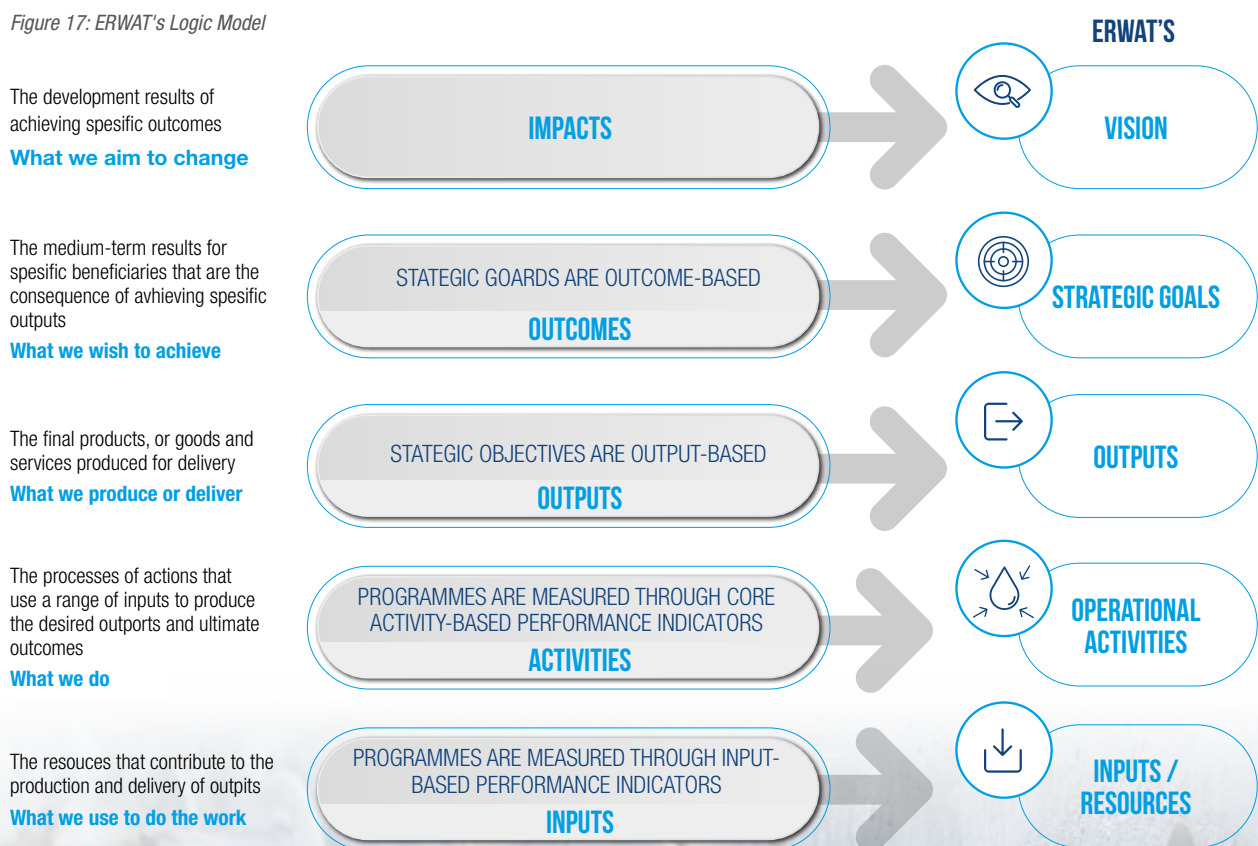 Figure 17: ERWAT's Logic Model
ERWAT'S
The development results of
achieving spesific outcomes
What we aim to change
IMPACTS
VISION
The medium-term results for
spesific beneficiaries that are the
consequence of avhieving spesific
outputs
What we wish to achieve
STATEGIC GOARDS ARE OUTCOME-BASED
OUTCOMES
STRATEGIC GOALS
The final products, or goods and
services produced for delivery
What we produce or deliver
STATEGIC OBJECTIVES ARE OUTPUT-BASED
OUTPUTS
OUTPUTS
The processes of actions that
use a range of inputs to produce
the desired outports and ultimate
outcomes
What we do
PROGRAMMES ARE MEASURED THROUGH CORE
ACTIVITY-BASED PERFORMANCE INDICATORS
ACTIVITIES
OPERATIONAL
ACTIVITIES
The resouces that contribute to the
production and delivery of outpits
What we use to do the work
PROGRAMMES ARE MEASURED THROUGH INPUT-
BASED PERFORMANCE INDICATORS
INPUTS
INPUTS /
RESOURCES